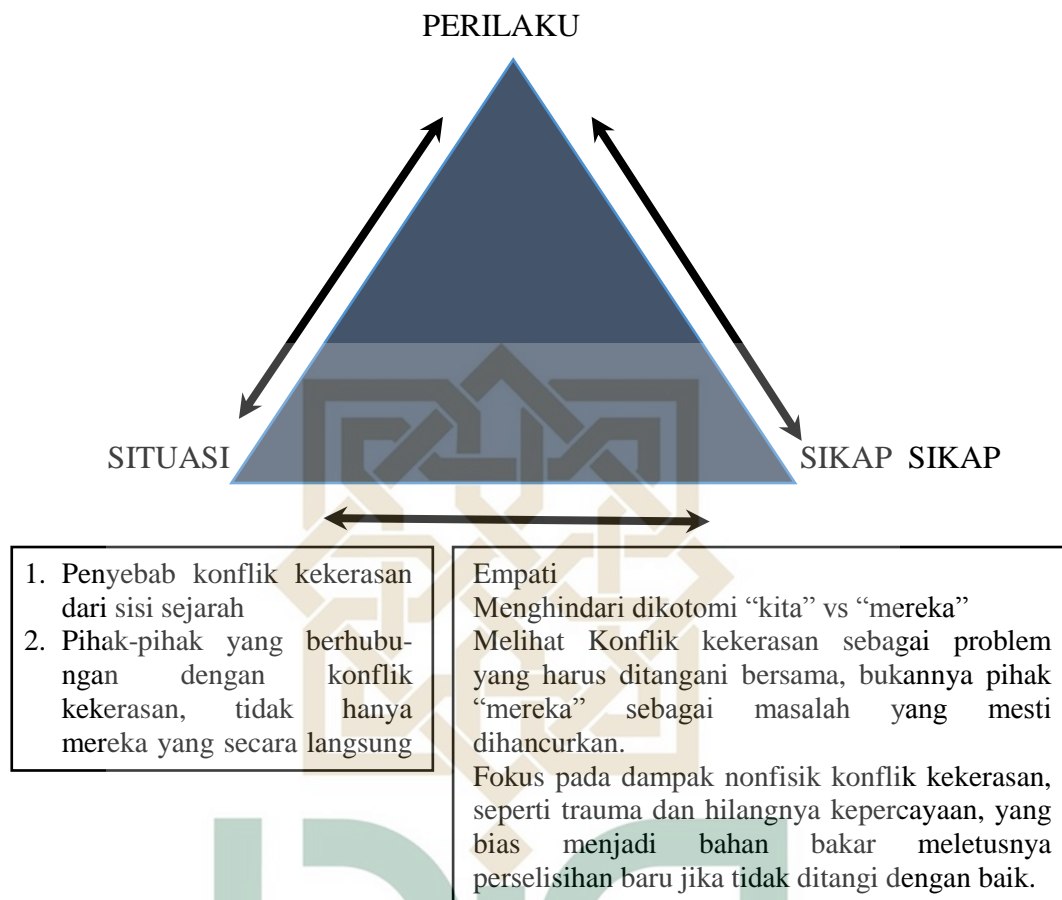 PERILAKU
SITUASI
SIKAP SIKAP
1. Penyebab konflik kekerasan
dari sisi sejarah
2. Pihak-pihak yang berhubu-
ngan dengan konflik
kekerasan, tidak hanya
mereka yang secara langsung
Empati
Menghindari dikotomi “kita” vs “mereka”
Melihat Konflik kekerasan sebagai problem
yang harus ditangani bersama, bukannya pihak
“mereka” sebagai masalah yang mesti
dihancurkan.
Fokus pada dampak nonfisik konflik kekerasan,
seperti trauma dan hilangnya kepercayaan, yang
bias menjadi bahan bakar meletusnya
perselisihan baru jika tidak ditangi dengan baik.